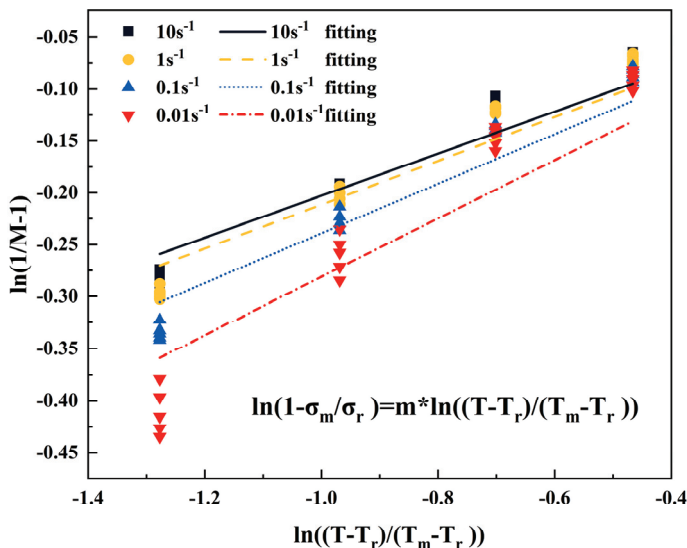 10s⁻¹ 10s⁻¹ fitting
1s⁻¹ 1s⁻¹ fitting
0.1s⁻¹ 0.1s⁻¹ fitting
0.01s⁻¹ 0.01s⁻¹fitting
-0.05
-0.10
-0.15
-0.20
-0.25
-0.30
-0.35
-0.40
-0.45
ln(1/M-1)
ln(1-σₘ/σᵣ )=m*ln((T-Tᵣ)/(Tₘ-Tᵣ ))
-1.4 -1.2 -1.0 -0.8 -0.6 -0.4
ln((T-Tᵣ)/(Tₘ-Tᵣ ))